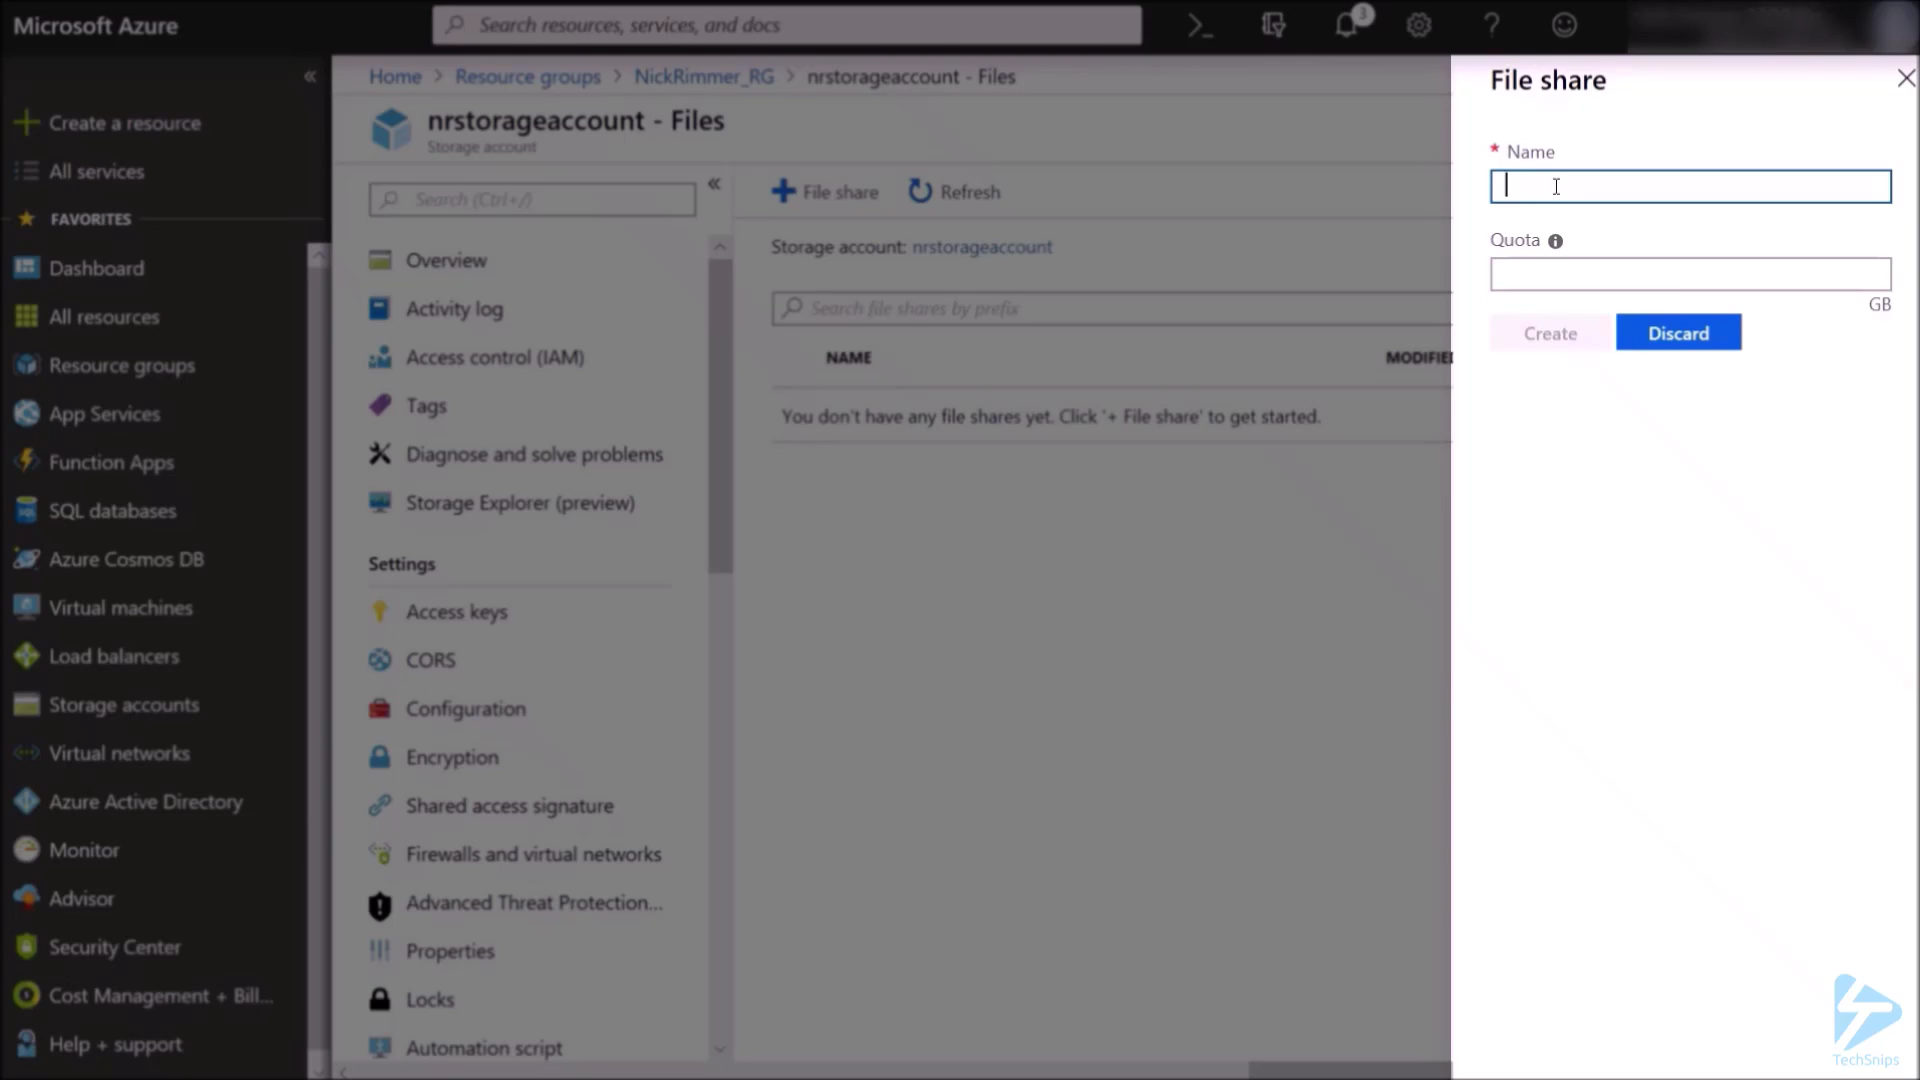 Microsoft Azure
Search resources, services, and docs
>_
3
?
«
Create a resource
All services
FAVORITES
Dashboard
All resources
Resource groups
App Services
Function Apps
SQL databases
Azure Cosmos DB
Virtual machines
Load balancers
Storage accounts
Virtual networks
Azure Active Directory
Monitor
Advisor
Security Center
Cost Management + Bill...
Help + support
Home > Resource groups > NickRimmer_RG > nrstorageaccount - Files
nrstorageaccount - Files
Storage account
Search (Ctrl+/)
«
Overview
Activity log
Access control (IAM)
Tags
Diagnose and solve problems
Storage Explorer (preview)
Settings
Access keys
CORS
Configuration
Encryption
Shared access signature
Firewalls and virtual networks
Advanced Threat Protection...
Properties
Locks
Automation script
File share
Refresh
Storage account: nrstorageaccount
Search file shares by prefix
NAME
MODIFIED
You don't have any file shares yet. Click '+ File share' to get started.
File share
* Name
Quota
GB
Create
Discard
TechSnips